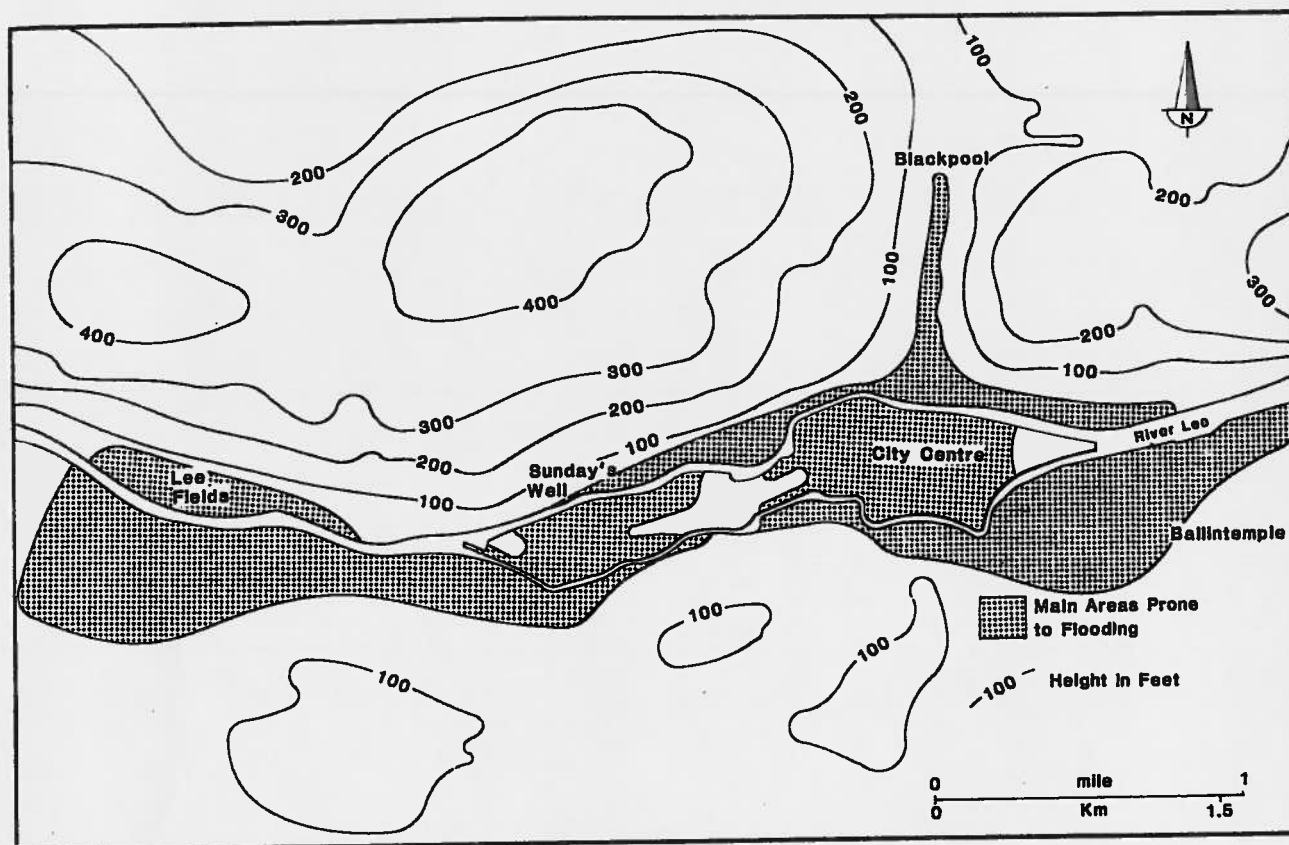 100
200
200
N
Blackpool
200
300
100
300
400
400
200
100
300
300
200
River Lee
City Centre
100
Sunday's
Well
200
Lee
Fields
100
Ballintemple
Main Areas Prone
to Flooding
100
100
100
100 Height in Feet
0 mile 1
0 Km 1.5